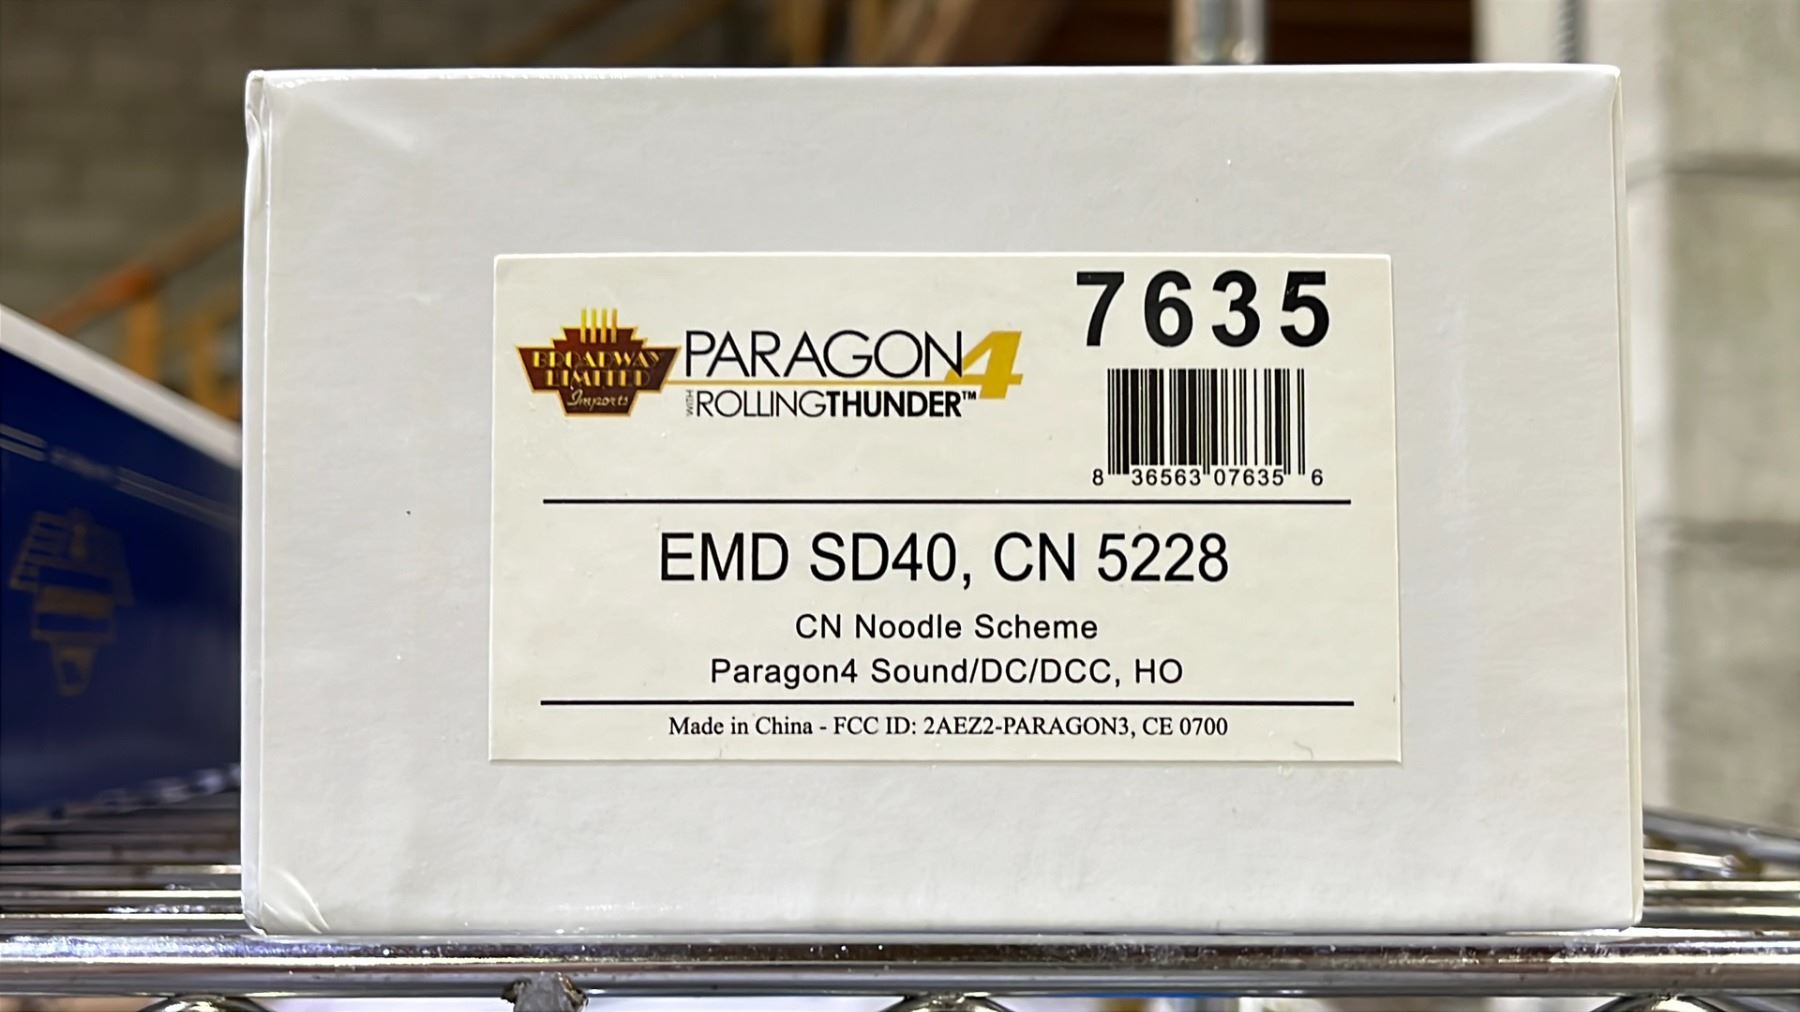 BROADWAY
LIMITED
Imports
PARAGON4
WITH ROLLINGTHUNDER™
7635
8 36563 07635 6
EMD SD40, CN 5228
CN Noodle Scheme
Paragon4 Sound/DC/DCC, HO
Made in China - FCC ID: 2AEZ2-PARAGON3, CE 0700